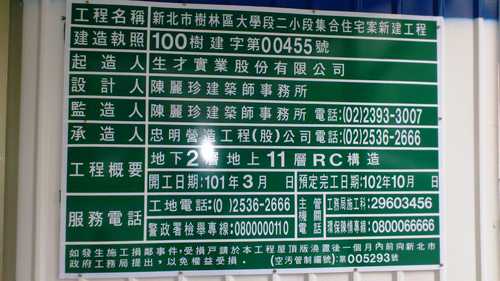 工程名稱 新北市樹林區大學段二小段集合住宅案新建工程
建造執照 100樹建字第00455號
起造人 生才實業股份有限公司
設計人 陳麗珍建築師事務所
監造人 陳麗珍建築師事務所 電話:(02)2393-3007
承造人 忠明營造工程(股)公司 電話:(02)2536-2666
工程概要 地下2層地上11層RC構造
開工日期:101年3月 日 預定完工日期:102年10月 日
服務電話 工地電話:(0 )2536-2666 主管機關電話 工務局施工科:29603456
警政署檢舉專線:0800000110 環保陳情專線:0800066666
如發生施工損鄰事件,受損戶請於本工程屋頂版澆置後一個月內前向新北市
政府工務局提出,以免權益受損。 (空汚管制編號):第005293號